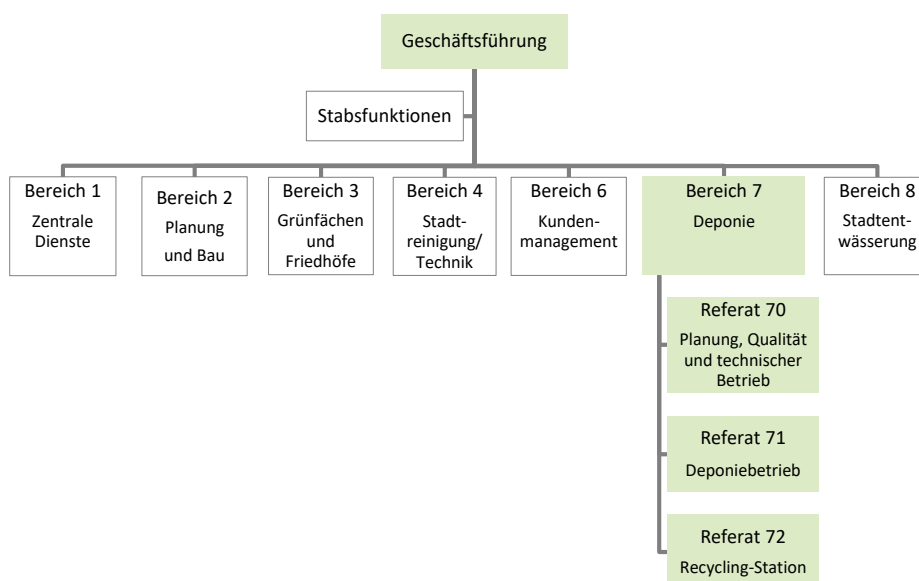 Geschäftsführung
Stabsfunktionen
Bereich 1
Zentrale
Dienste
Bereich 2
Planung
und Bau
Bereich 3
Grünfächen
und
Friedhöfe
Bereich 4
Stadt-
reinigung/
Technik
Bereich 6
Kunden-
management
Bereich 7
Deponie
Bereich 8
Stadtent-
wässerung
Referat 70
Planung, Qualität
und technischer
Betrieb
Referat 71
Deponiebetrieb
Referat 72
Recycling-Station